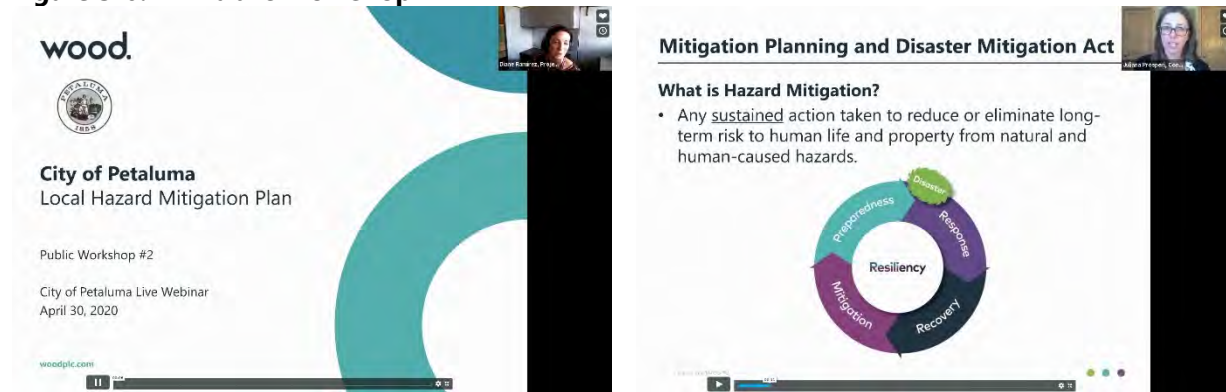 wood.
PETALUMA
1858
City of Petaluma
Local Hazard Mitigation Plan
Public Workshop #2
City of Petaluma Live Webinar
April 30, 2020
woodplc.com
Mitigation Planning and Disaster Mitigation Act
What is Hazard Mitigation?
• Any sustained action taken to reduce or eliminate long-
term risk to human life and property from natural and
human-caused hazards.
Disaster
Preparedness
Response
Resiliency
Mitigation
Recovery